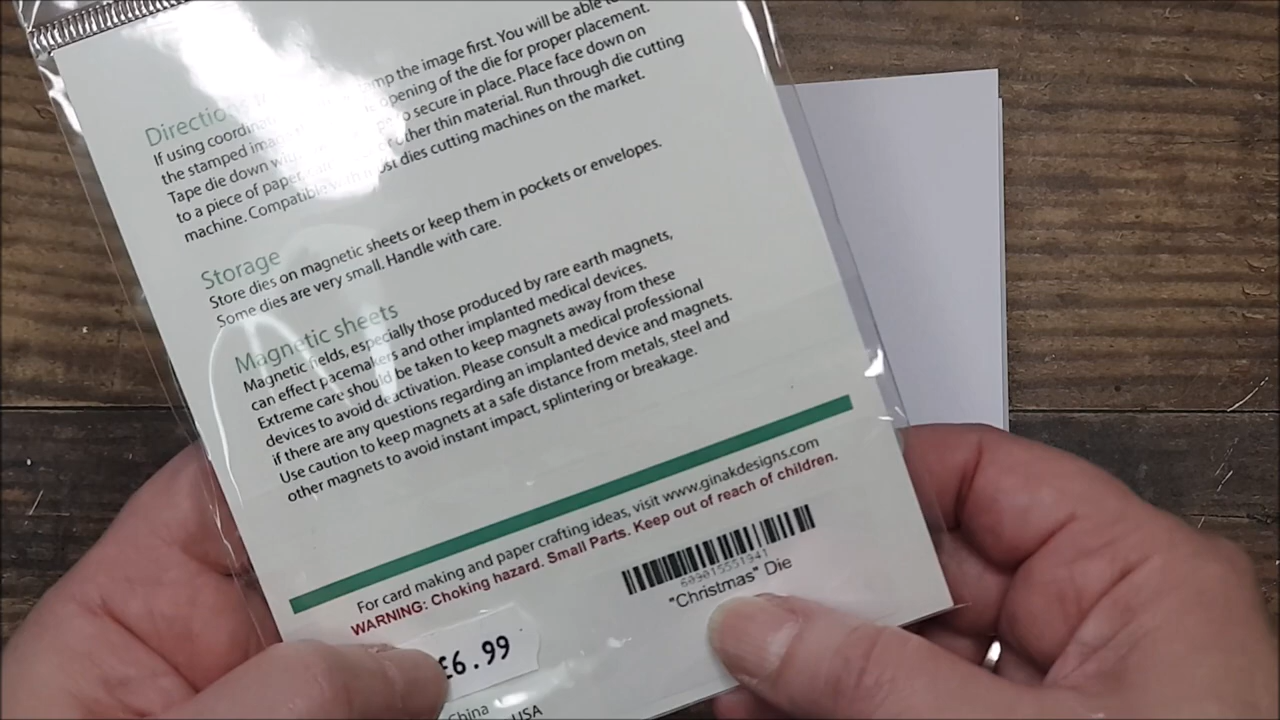 Directio
If using coordina mp the image first. You will be able to
the stamped ima opening of the die for proper placement.
Tape die down wi to secure in place. Place face down on
to a piece of paper, other thin material. Run through die cutting
machine. Compatible with most dies cutting machines on the market.
Storage
Store dies on magnetic sheets or keep them in pockets or envelopes.
Some dies are very small. Handle with care.
Magnetic sheets
Magnetic fields, especially those produced by rare earth magnets,
can effect pacemakers and other implanted medical devices.
Extreme care should be taken to keep magnets away from these
devices to avoid deactivation. Please consult a medical professional
if there are any questions regarding an implanted device and magnets.
Use caution to keep magnets at a safe distance from metals, steel and
other magnets to avoid instant impact, splintering or breakage.
For card making and paper crafting ideas, visit www.ginakdesigns.com
WARNING: Choking hazard. Small Parts. Keep out of reach of children.
609015551941
"Christmas" Die
£6.99
China
USA